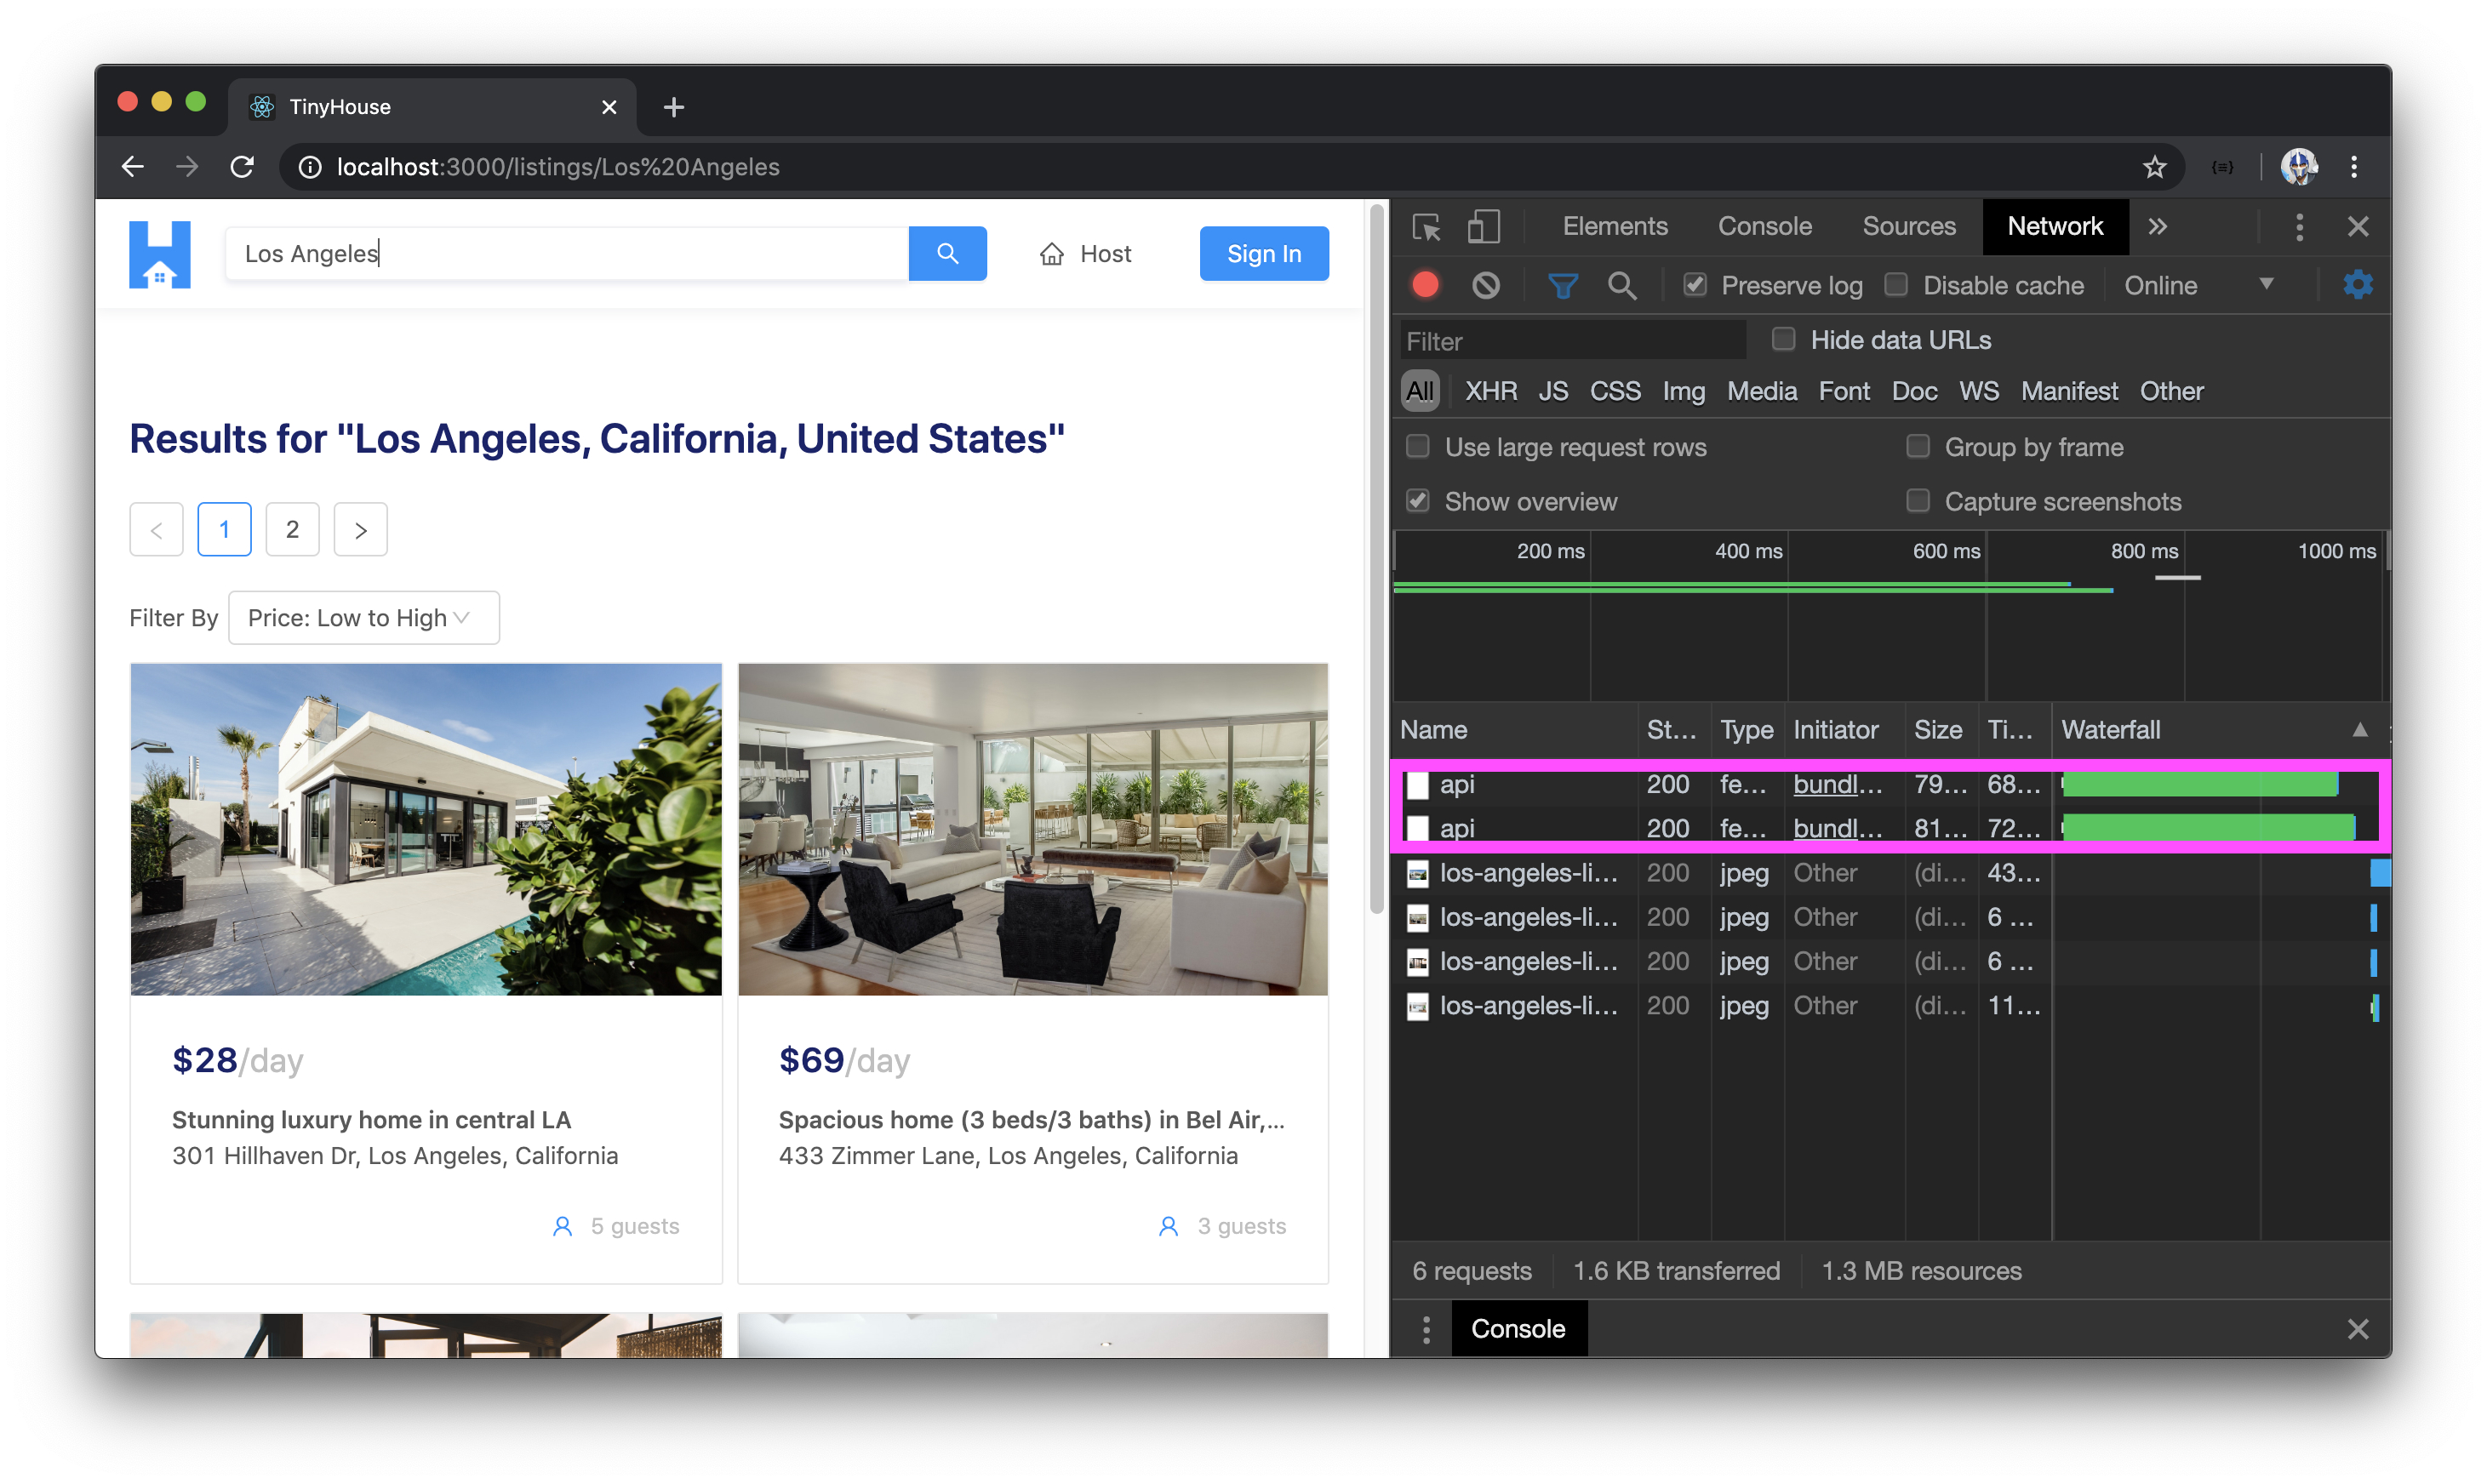 TinyHouse
localhost:3000/listings/Los%20Angeles
Los Angeles
Host
Sign In
Results for "Los Angeles, California, United States"
1 2
Filter By Price: Low to High
$28/day
Stunning luxury home in central LA
301 Hillhaven Dr, Los Angeles, California
5 guests
$69/day
Spacious home (3 beds/3 baths) in Bel Air,...
433 Zimmer Lane, Los Angeles, California
3 guests
Elements Console Sources Network
Preserve log Disable cache Online
Filter Hide data URLs
All XHR JS CSS Img Media Font Doc WS Manifest Other
Use large request rows Group by frame
Show overview Capture screenshots
200 ms 400 ms 600 ms 800 ms 1000 ms
Name St... Type Initiator Size Ti... Waterfall
api 200 fe... bundl... 79... 68...
api 200 fe... bundl... 81... 72...
los-angeles-li... 200 jpeg Other (di... 43...
los-angeles-li... 200 jpeg Other (di... 6 ...
los-angeles-li... 200 jpeg Other (di... 6 ...
los-angeles-li... 200 jpeg Other (di... 11...
6 requests 1.6 KB transferred 1.3 MB resources
Console